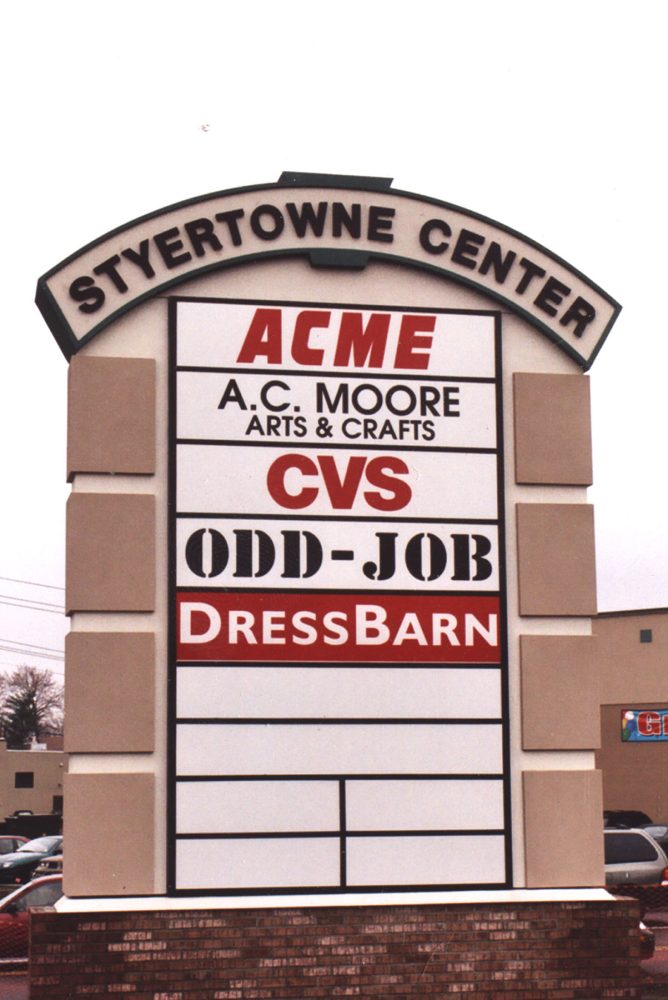 STYERTOWNE CENTER
ACME
A.C. MOORE
ARTS & CRAFTS
CVS
ODD-JOB
DRESSBARN